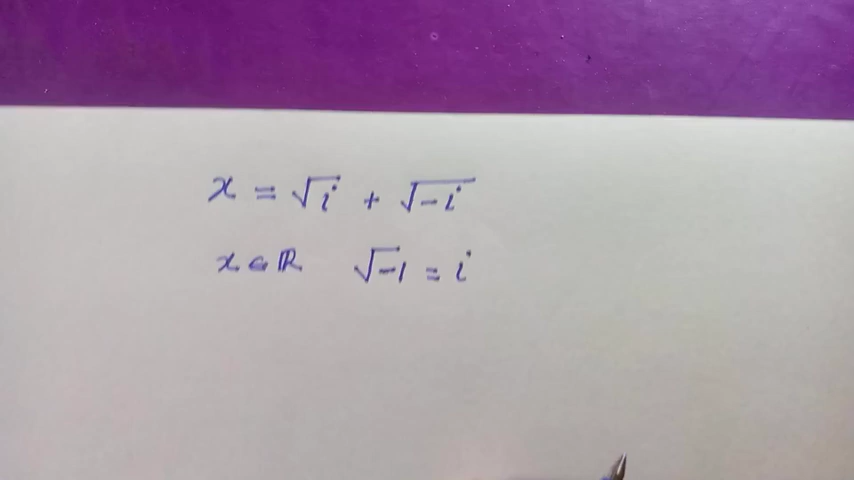 x = √i + √-i
x ∈ ℝ √-1 = i